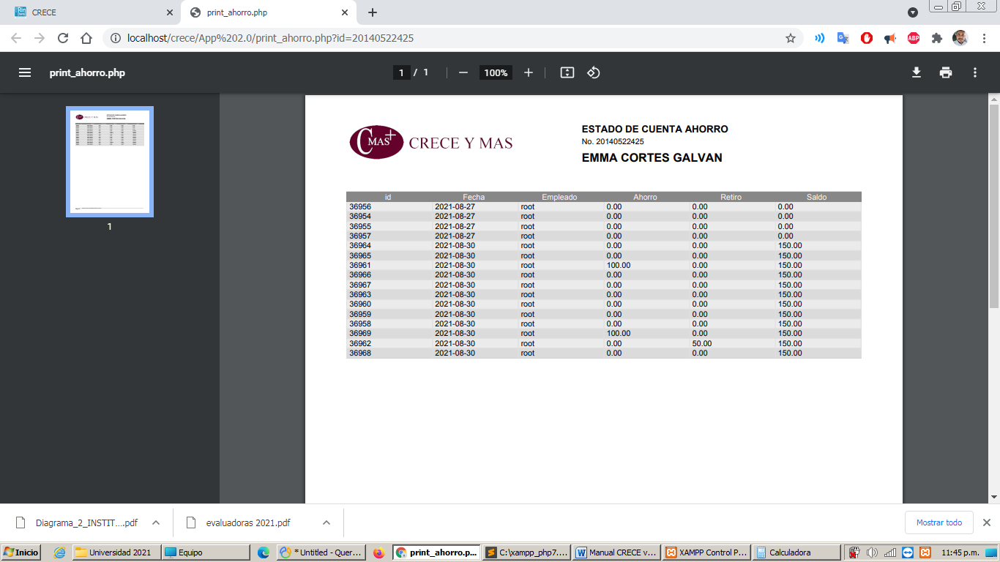 CRECE
print_ahorro.php
localhost/crece/App%202.0/print_ahorro.php?id=20140522425
ABP
print_ahorro.php
1 / 1
100%
1
CMAS+ CRECE Y MAS
ESTADO DE CUENTA AHORRO
No. 20140522425
EMMA CORTES GALVAN
id Fecha Empleado Ahorro Retiro Saldo
36956 2021-08-27 root 0.00 0.00 0.00
36954 2021-08-27 root 0.00 0.00 0.00
36955 2021-08-27 root 0.00 0.00 0.00
36957 2021-08-27 root 0.00 0.00 0.00
36964 2021-08-30 root 0.00 0.00 150.00
36965 2021-08-30 root 0.00 0.00 150.00
36961 2021-08-30 root 100.00 0.00 150.00
36966 2021-08-30 root 0.00 0.00 150.00
36967 2021-08-30 root 0.00 0.00 150.00
36963 2021-08-30 root 0.00 0.00 150.00
36960 2021-08-30 root 0.00 0.00 150.00
36959 2021-08-30 root 0.00 0.00 150.00
36958 2021-08-30 root 0.00 0.00 150.00
36969 2021-08-30 root 100.00 0.00 150.00
36962 2021-08-30 root 0.00 50.00 150.00
36968 2021-08-30 root 0.00 0.00 150.00
Diagrama_2_INSTIT....pdf
evaluadoras 2021.pdf
Mostrar todo
Inicio
Universidad 2021
Equipo
* Untitled - Quer...
print_ahorro.p...
C:\xampp_php7....
Manual CRECE v...
XAMPP Control P...
Calculadora
11:45 p.m.